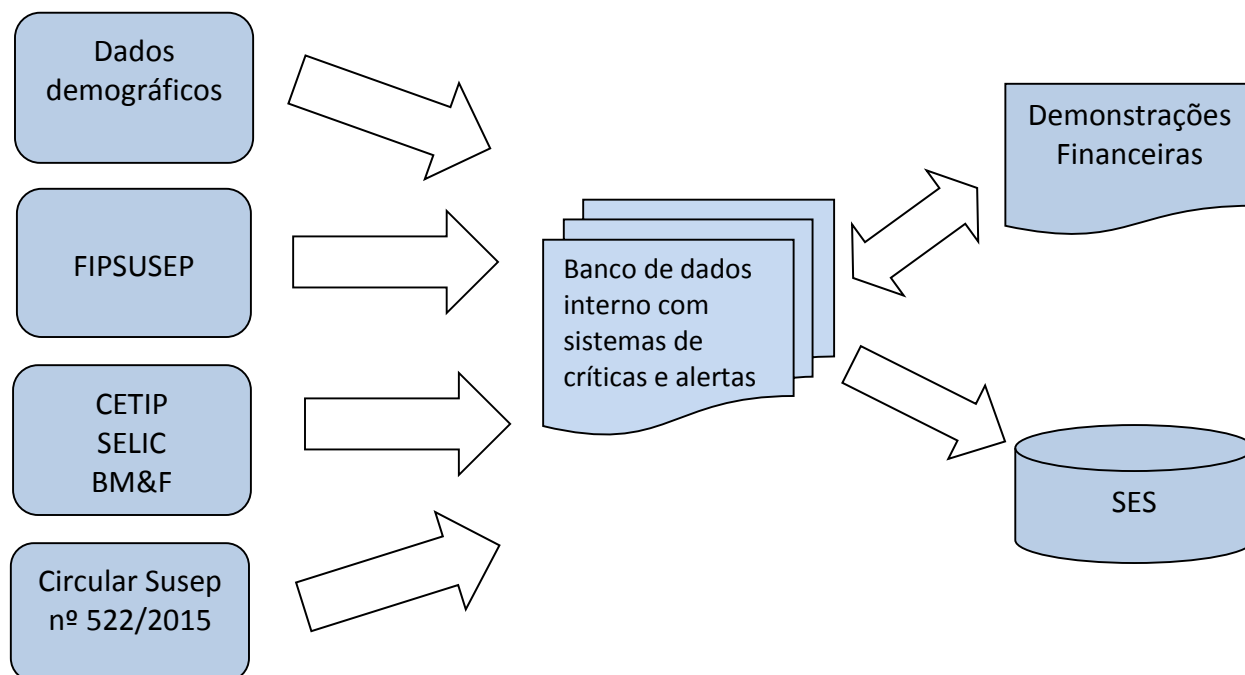 Dados
demográficos
FIPSUSEP
CETIP
SELIC
BM&F
Circular Susep
nº 522/2015
Banco de dados
interno com
sistemas de
críticas e alertas
Demonstrações
Financeiras
SES